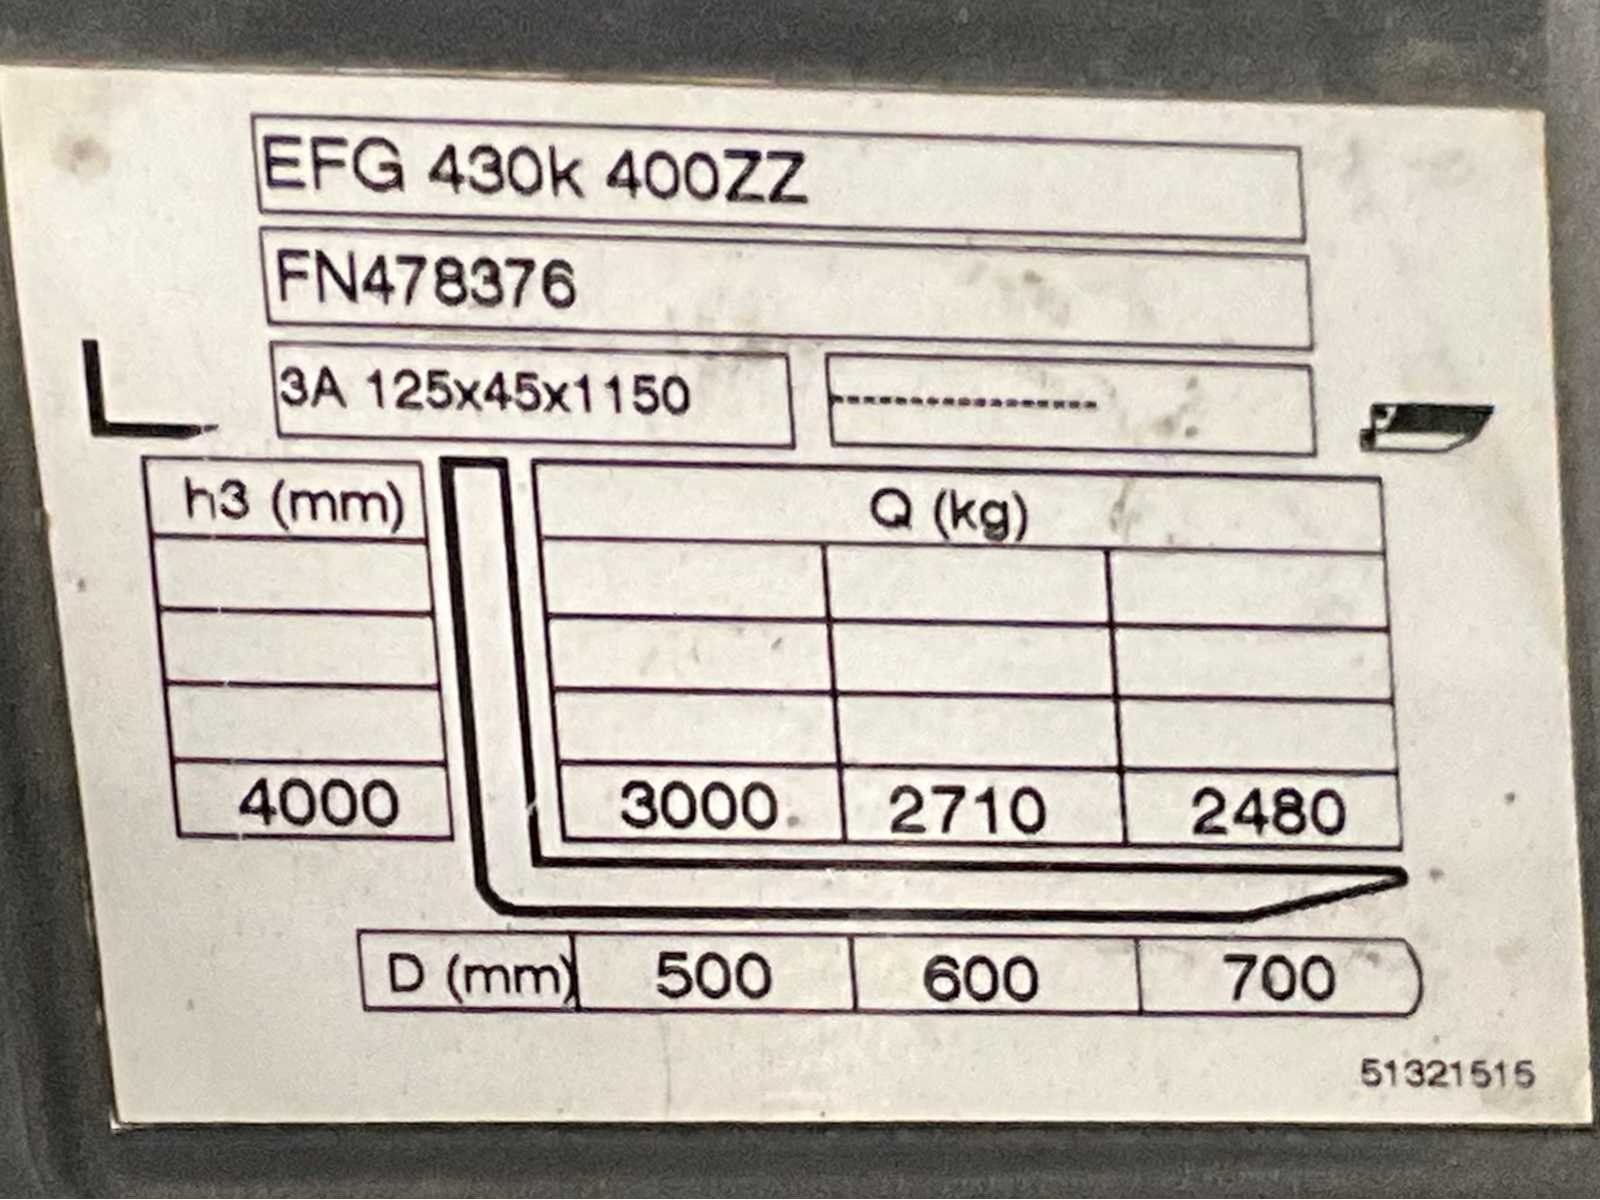 EFG 430k 400ZZ
FN478376
3A 125x45x1150 ----------------------
h3 (mm) Q (kg)
4000 3000 2710 2480
D (mm) 500 600 700
51321515